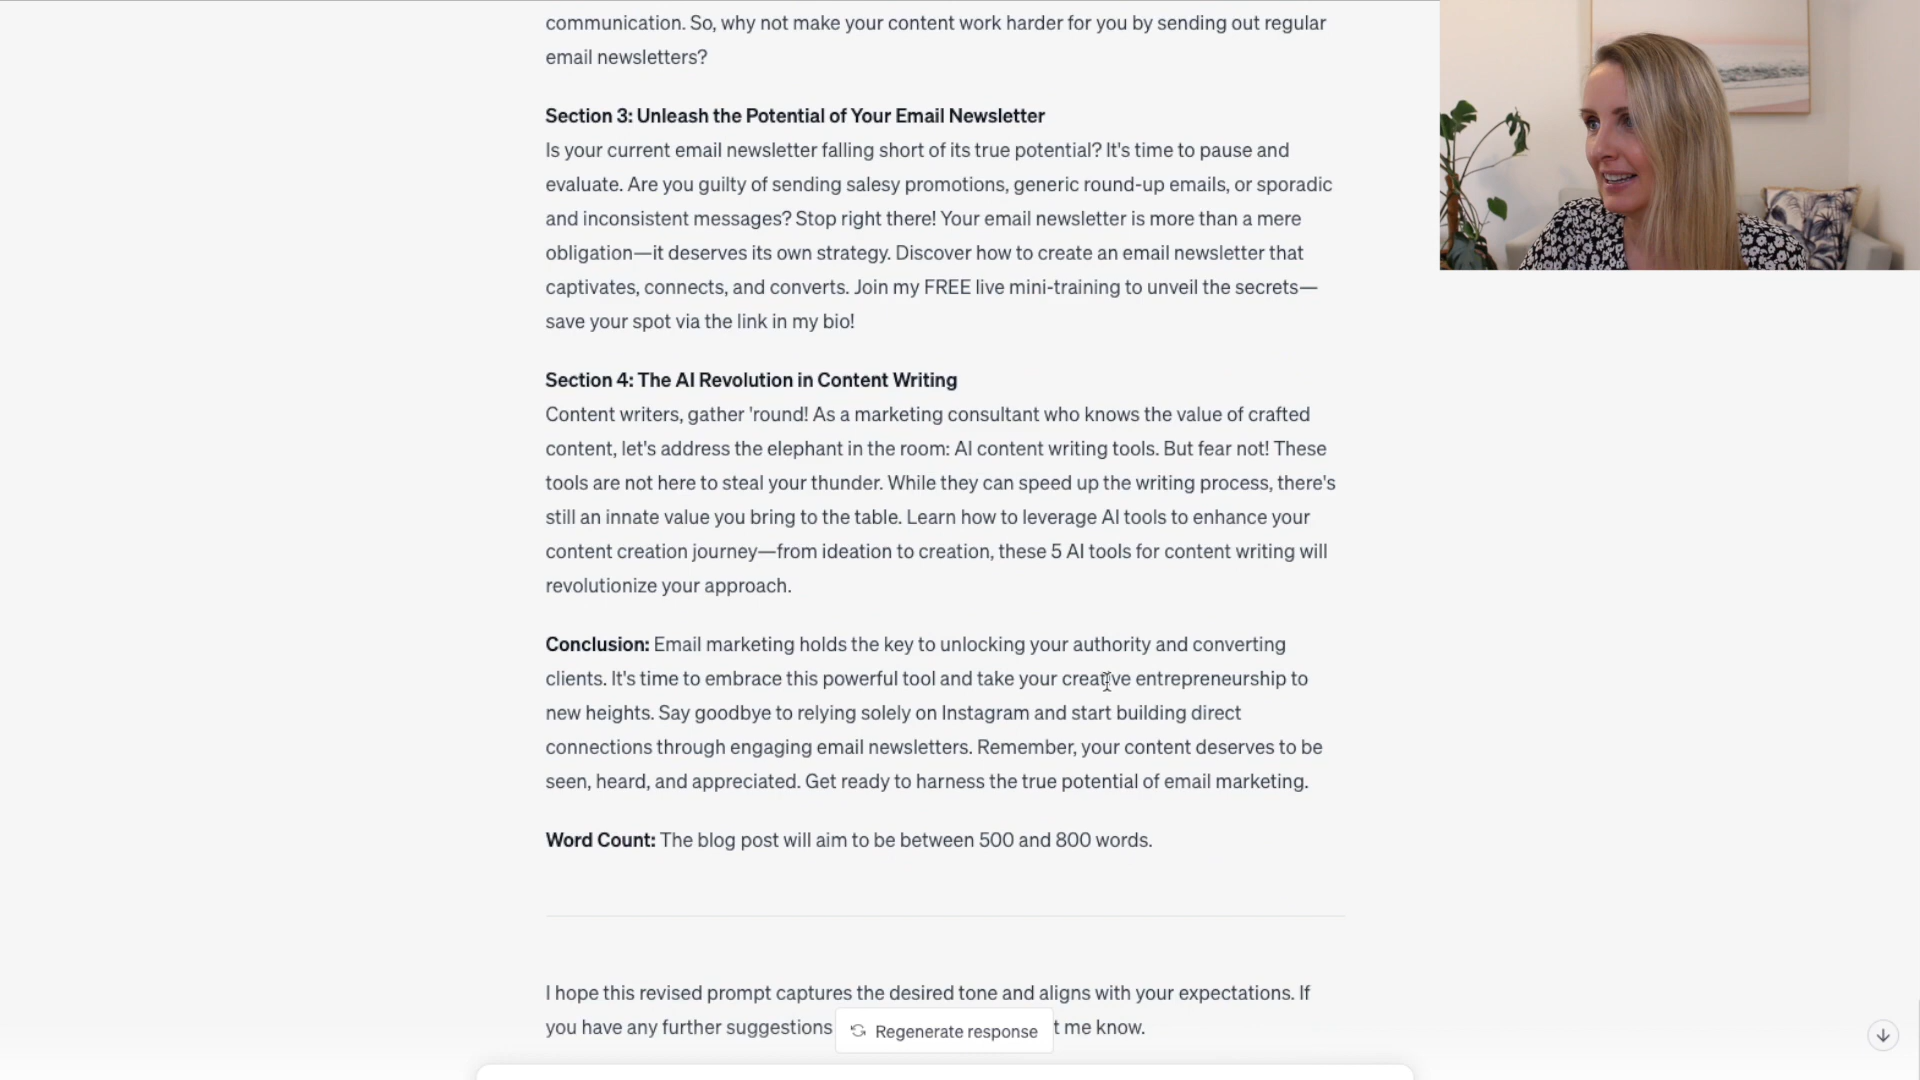 communication. So, why not make your content work harder for you by sending out regular
email newsletters?
Section 3: Unleash the Potential of Your Email Newsletter
Is your current email newsletter falling short of its true potential? It's time to pause and
evaluate. Are you guilty of sending salesy promotions, generic round-up emails, or sporadic
and inconsistent messages? Stop right there! Your email newsletter is more than a mere
obligation—it deserves its own strategy. Discover how to create an email newsletter that
captivates, connects, and converts. Join my FREE live mini-training to unveil the secrets—
save your spot via the link in my bio!
Section 4: The AI Revolution in Content Writing
Content writers, gather 'round! As a marketing consultant who knows the value of crafted
content, let's address the elephant in the room: AI content writing tools. But fear not! These
tools are not here to steal your thunder. While they can speed up the writing process, there's
still an innate value you bring to the table. Learn how to leverage AI tools to enhance your
content creation journey—from ideation to creation, these 5 AI tools for content writing will
revolutionize your approach.
Conclusion: Email marketing holds the key to unlocking your authority and converting
clients. It's time to embrace this powerful tool and take your creative entrepreneurship to
new heights. Say goodbye to relying solely on Instagram and start building direct
connections through engaging email newsletters. Remember, your content deserves to be
seen, heard, and appreciated. Get ready to harness the true potential of email marketing.
Word Count: The blog post will aim to be between 500 and 800 words.
I hope this revised prompt captures the desired tone and aligns with your expectations. If
you have any further suggestions t me know.
Regenerate response